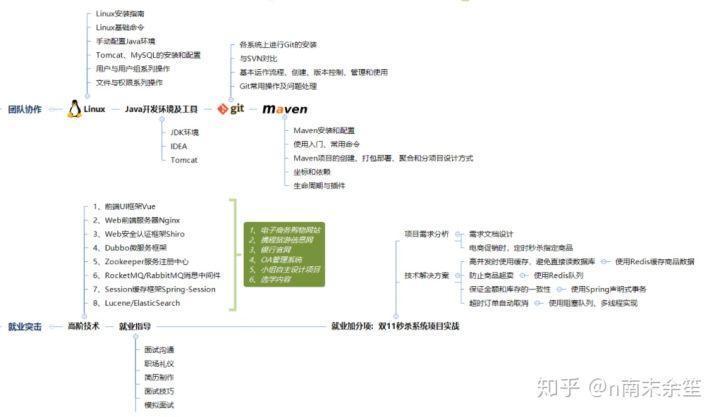 Linux安装指南
Linux基础命令
手动配置Java环境
Tomcat、MySQL的安装和配置
用户与用户组系列操作
文件与权限系列操作
各系统上进行Git的安装
与SVN对比
基本运作流程、创建、版本控制、管理和使用
Git常用操作及问题处理
团队协作
Linux
Java开发环境及工具
git
maven
JDK环境
IDEA
Tomcat
Maven安装和配置
使用入门、常用命令
Maven项目的创建、打包部署、聚合和分项目设计方式
坐标和依赖
生命周期与插件
1、前端UI框架Vue
2、Web前端服务器Nginx
3、Web安全认证框架Shiro
4、Dubbo微服务框架
5、Zookeeper服务注册中心
6、RocketMQ/RabbitMQ消息中间件
7、Session缓存框架Spring-Session
8、Lucene/ElasticSearch
1、电子商务购物网站
2、携程旅游信息网
3、银行官网
4、OA管理系统
5、小组自主设计项目
6、选学内容
项目需求分析
需求文档设计
电商促销时，定时秒杀指定商品
技术解决方案
高并发时使用缓存，避免直接读数据库
使用Redis缓存商品数据
防止商品超卖
使用Redis队列
保证金额和库存的一致性
使用Spring声明式事务
超时订单自动取消
使用阻塞队列、多线程实现
就业突击
高阶技术
就业指导
就业加分项：双11秒杀系统项目实战
面试沟通
职场礼仪
简历制作
面试技巧
模拟面试
知乎 @n南末余笙